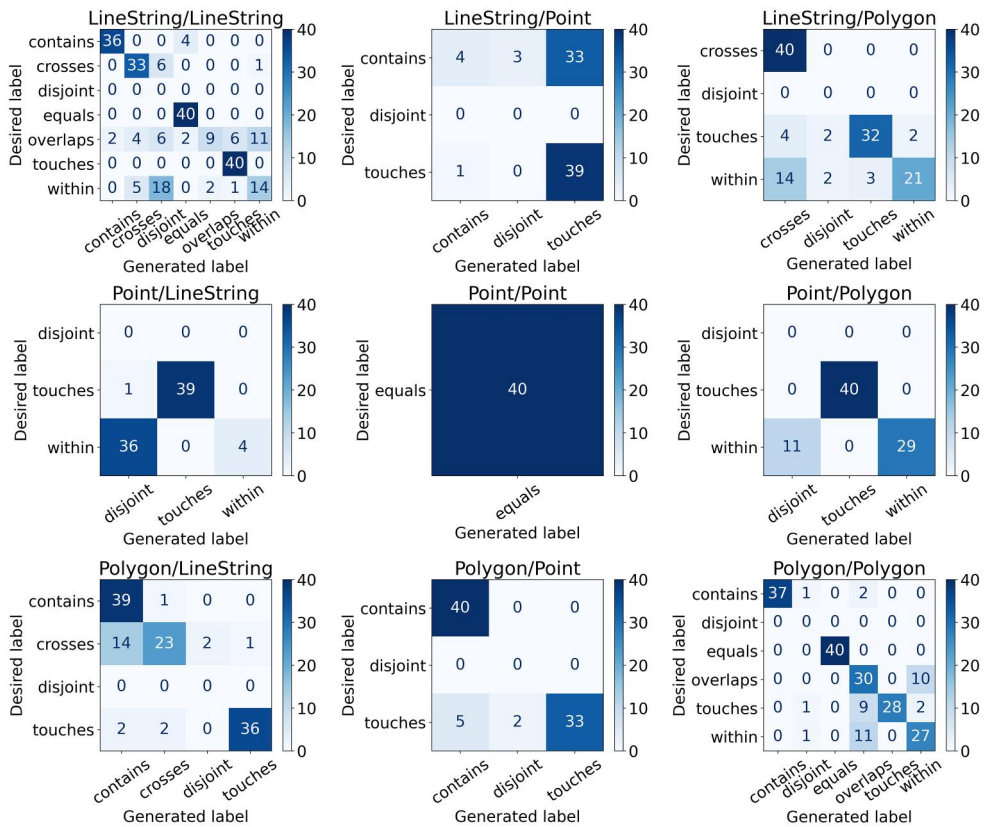 LineString/LineString
Desired label
contains 36 0 0 4 0 0 0
crosses 0 33 6 0 0 0 1
disjoint 0 0 0 0 0 0 0
equals 0 0 0 40 0 0 0
overlaps 2 4 6 2 9 6 11
touches 0 0 0 0 0 40 0
within 0 5 18 0 2 1 14
contains crosses disjoint equals overlaps touches within
Generated label
40
30
20
10
0
LineString/Point
Desired label
contains 4 3 33
disjoint 0 0 0
touches 1 0 39
contains disjoint touches
Generated label
40
30
20
10
0
LineString/Polygon
Desired label
crosses 40 0 0 0
disjoint 0 0 0 0
touches 4 2 32 2
within 14 2 3 21
crosses disjoint touches within
Generated label
40
30
20
10
0
Point/LineString
Desired label
disjoint 0 0 0
touches 1 39 0
within 36 0 4
disjoint touches within
Generated label
40
30
20
10
0
Point/Point
Desired label
equals 40
equals
Generated label
40
30
20
10
0
Point/Polygon
Desired label
disjoint 0 0 0
touches 0 40 0
within 11 0 29
disjoint touches within
Generated label
40
30
20
10
0
Polygon/LineString
Desired label
contains 39 1 0 0
crosses 14 23 2 1
disjoint 0 0 0 0
touches 2 2 0 36
contains crosses disjoint touches
Generated label
40
30
20
10
0
Polygon/Point
Desired label
contains 40 0 0
disjoint 0 0 0
touches 5 2 33
contains disjoint touches
Generated label
40
30
20
10
0
Polygon/Polygon
Desired label
contains 37 1 0 2 0 0
disjoint 0 0 0 0 0 0
equals 0 0 40 0 0 0
overlaps 0 0 0 30 0 10
touches 0 1 0 9 28 2
within 0 1 0 11 0 27
contains disjoint equals overlaps touches within
Generated label
40
30
20
10
0